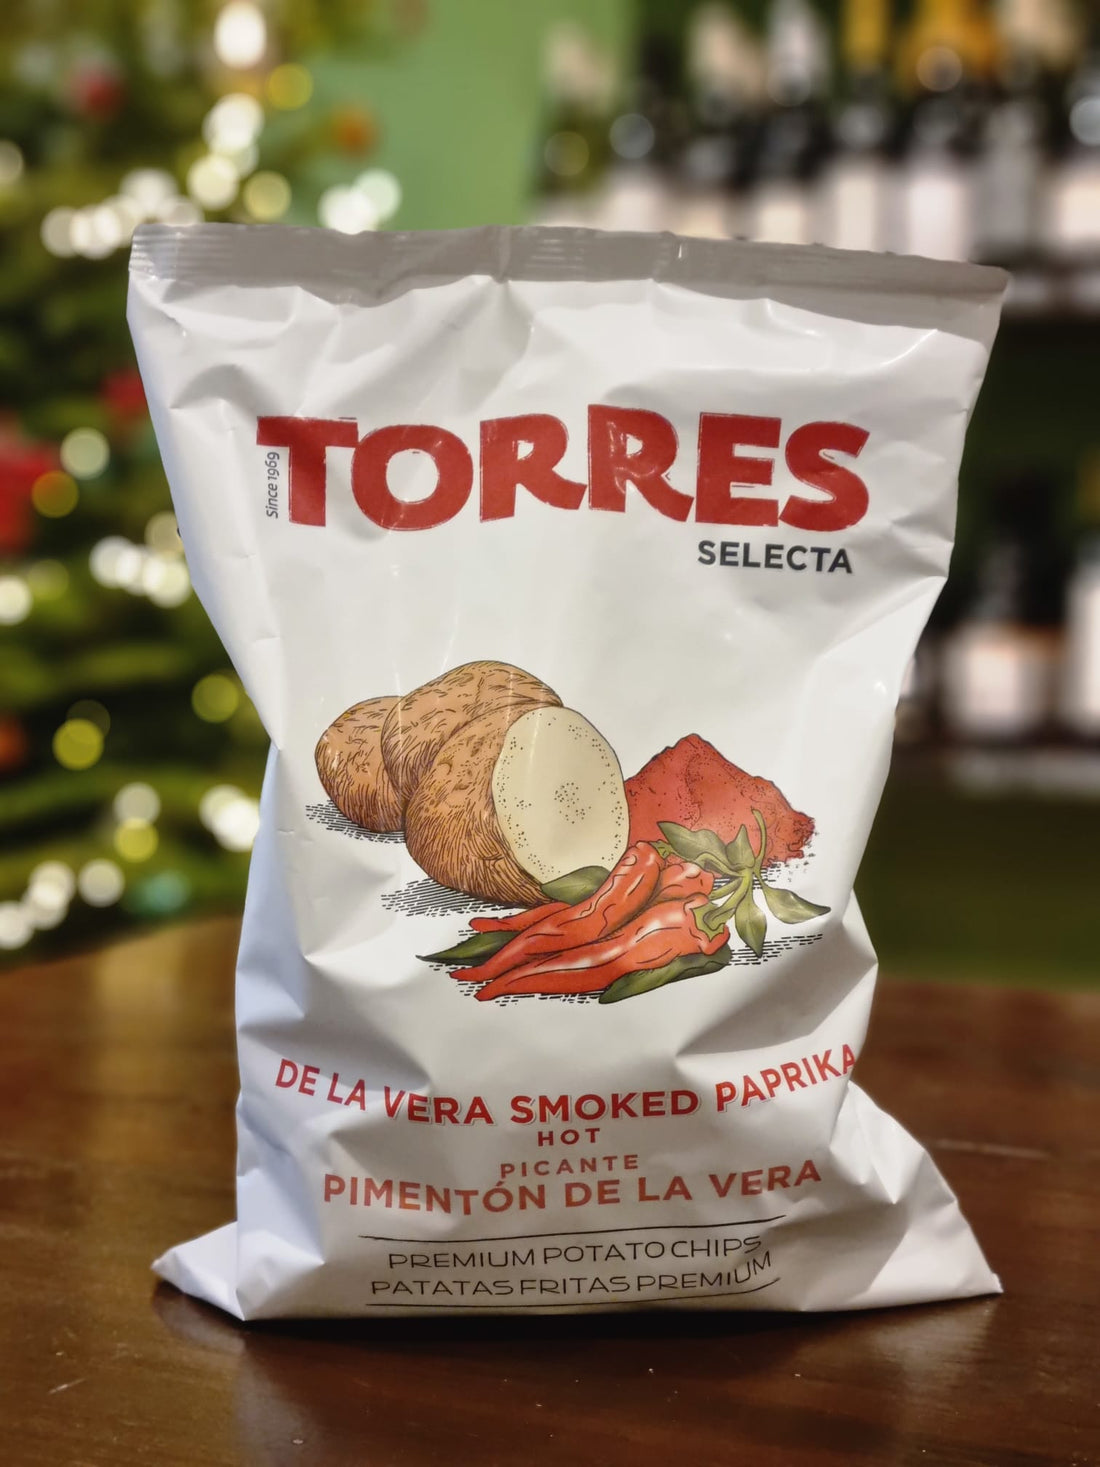 TORRES
Since 1969
SELECTA
DE LA VERA SMOKED PAPRIKA
HOT
PICANTE
PIMENTÓN DE LA VERA
PREMIUM POTATO CHIPS
PATATAS FRITAS PREMIUM